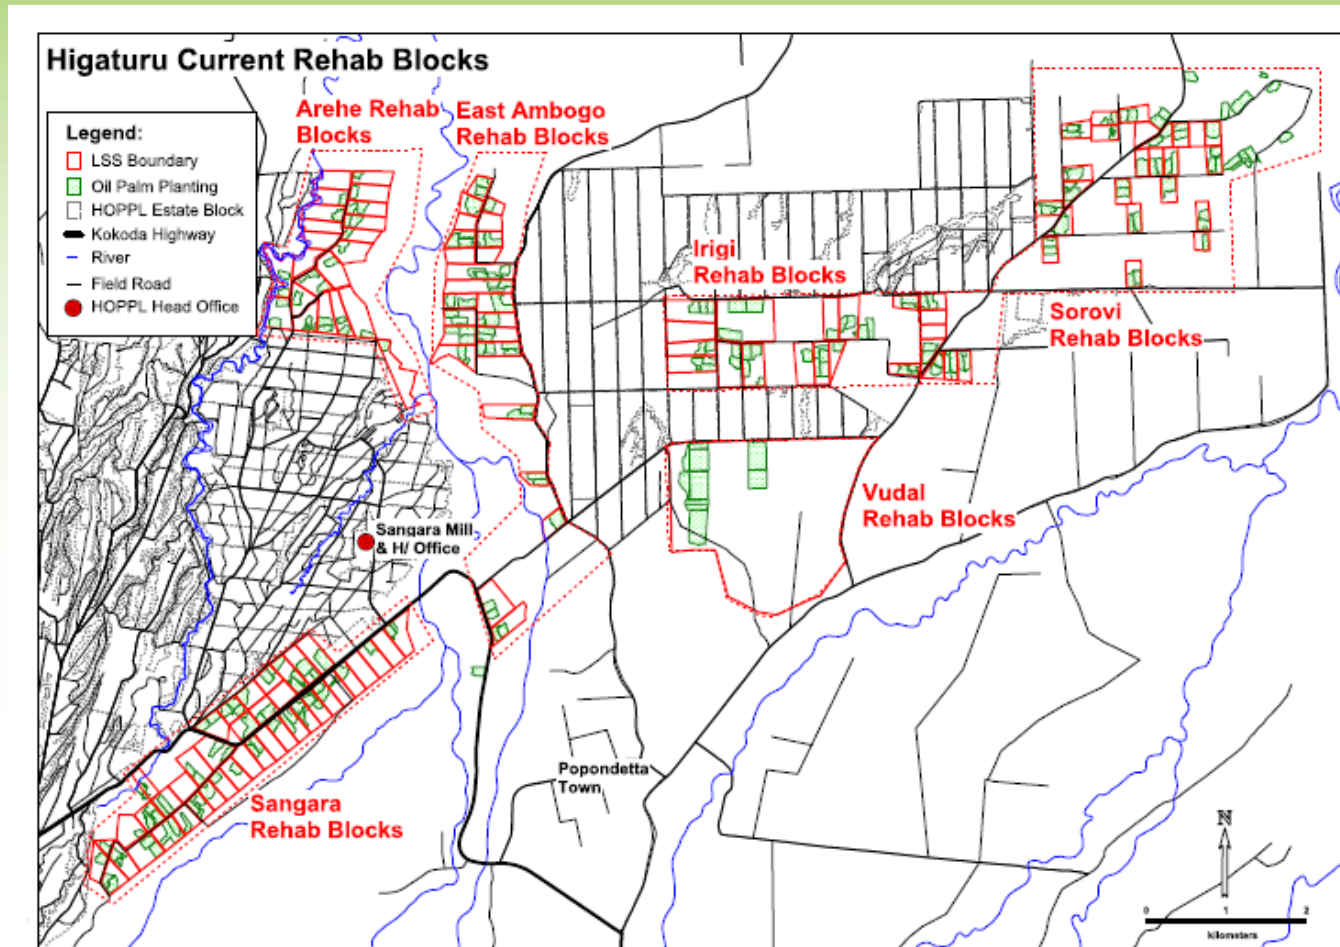 Higaturu Current Rehab Blocks
Legend:
LSS Boundary
Oil Palm Planting
HOPPL Estate Block
Kokoda Highway
River
Field Road
HOPPL Head Office
Arehe Rehab
Blocks
East Ambogo
Rehab Blocks
Irigi
Rehab Blocks
Sorovi
Rehab Blocks
Vudal
Rehab Blocks
Sangara Mill
& H/ Office
Popondetta
Town
Sangara
Rehab Blocks
N
0 1 2
kilometers